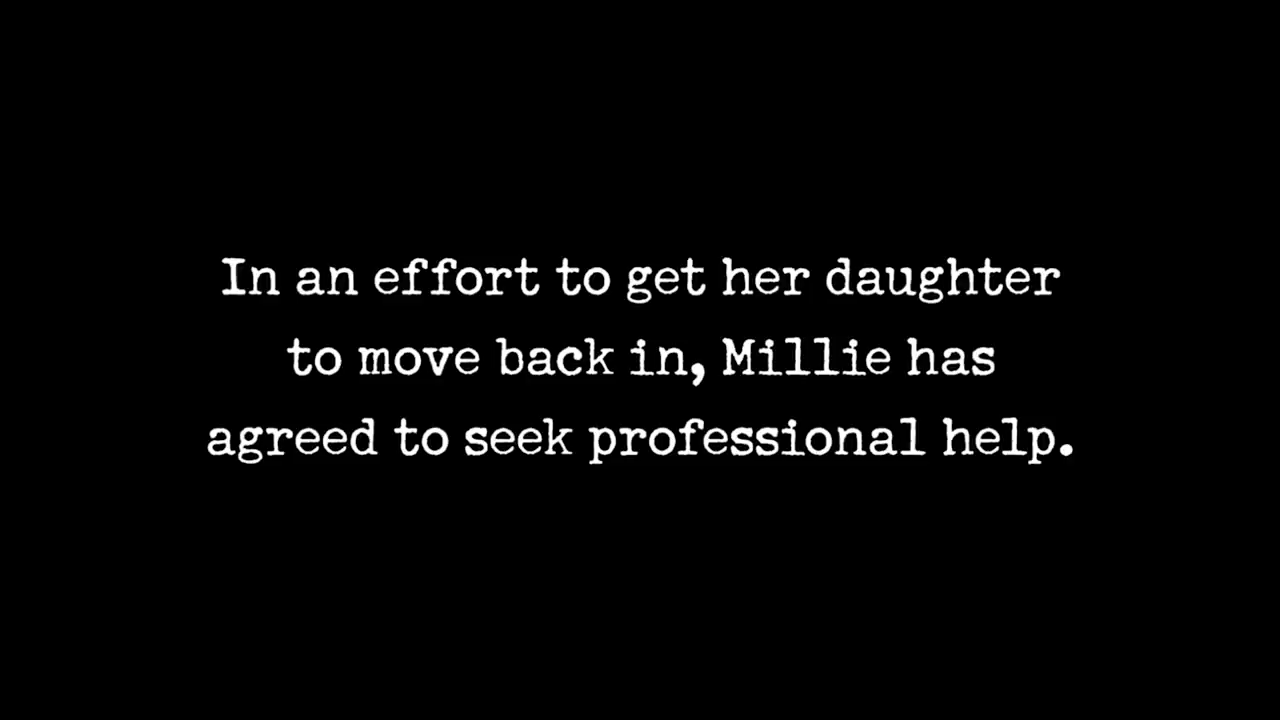 In an effort to get her daughter
to move back in, Millie has
agreed to seek professional help.